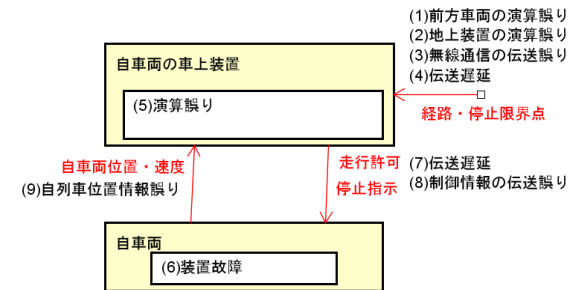 (1)前方車両の演算誤り
(2)地上装置の演算誤り
(3)無線通信の伝送誤り
(4)伝送遅延
経路・停止限界点
自車両の車上装置
(5)演算誤り
自車両位置・速度
(9)自列車位置情報誤り
走行許可
停止指示
(7)伝送遅延
(8)制御情報の伝送誤り
自車両
(6)装置故障